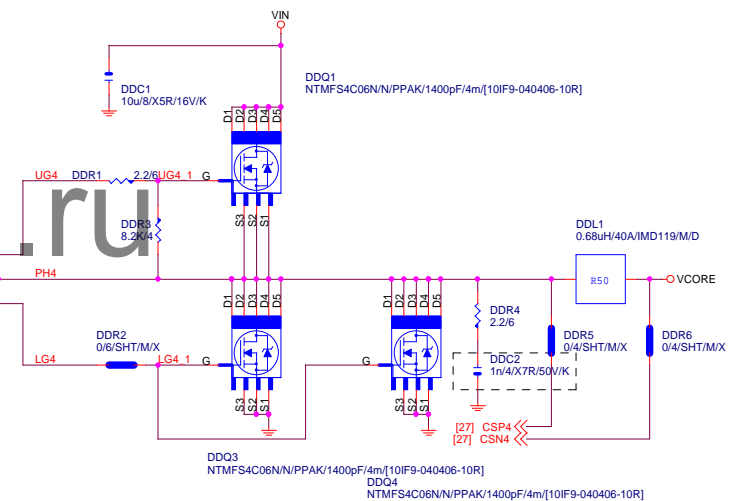 VIN
DDC1
10u/8/X5R/16V/K
DDQ1
NTMFS4C06N/N/PPAK/1400pF/4m/[10IF9-040406-10R]
D1 D2 D3 D4 D5
UG4 DDR1 2.2/6 UG4_1 G
.ru
S3 S2 S1
DDR3
8.2K/4
DDL1
0.68uH/40A/IMD119/M/D
PH4 R50 VCORE
D1 D2 D3 D4 D5 D1 D2 D3 D4 D5
DDR4
2.2/6
DDR2
0/6/SHT/M/X
DDR5
0/4/SHT/M/X
DDR6
0/4/SHT/M/X
LG4 LG4_1 G G
DDC2
1n/4/X7R/50V/K
S3 S2 S1 S3 S2 S1
[27] CSP4
[27] CSN4
DDQ3
NTMFS4C06N/N/PPAK/1400pF/4m/[10IF9-040406-10R]
DDQ4
NTMFS4C06N/N/PPAK/1400pF/4m/[10IF9-040406-10R]